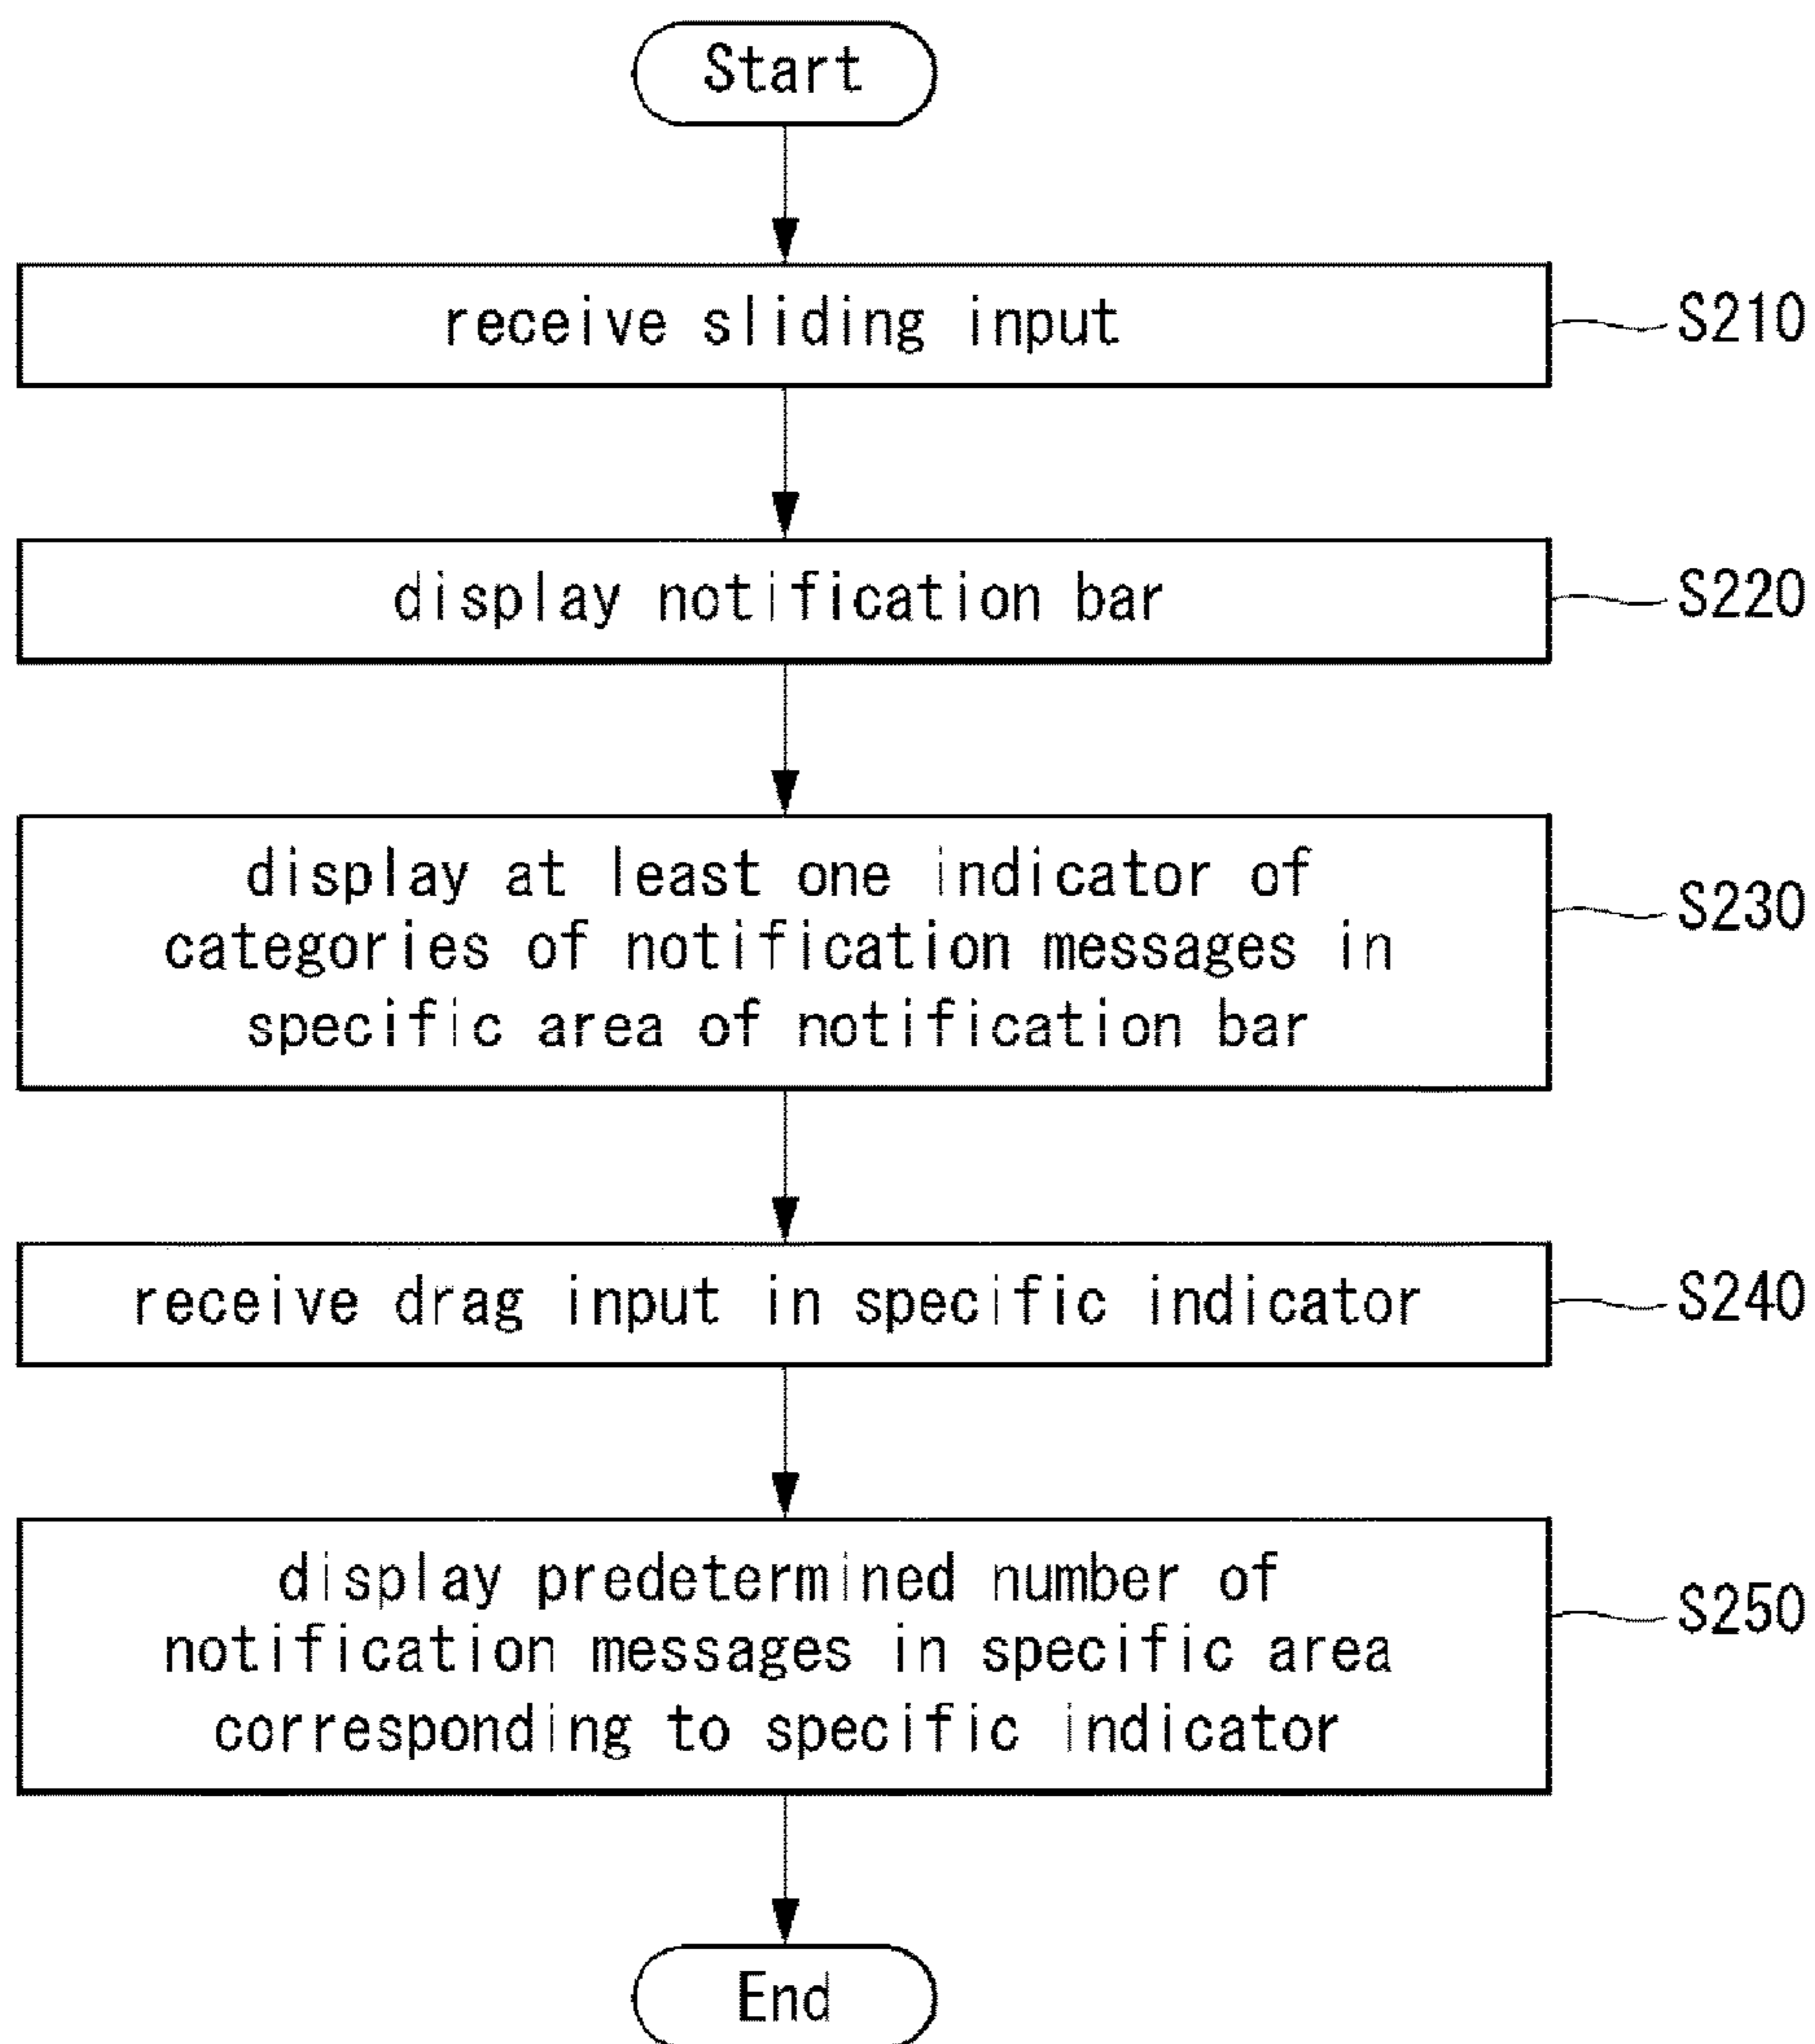 Start
receive sliding input
S210
display notification bar
S220
display at least one indicator of
categories of notification messages in
specific area of notification bar
S230
receive drag input in specific indicator
S240
display predetermined number of
notification messages in specific area
corresponding to specific indicator
S250
End